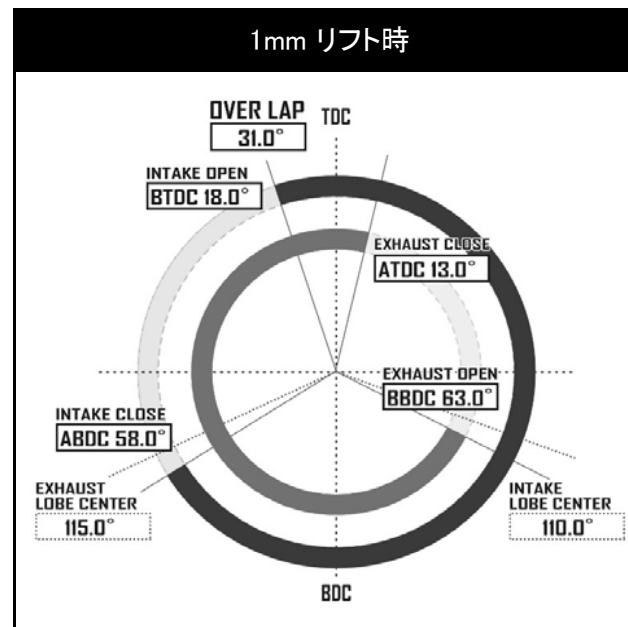 1mm リフト時
OVER LAP
31.0°
TDC
INTAKE OPEN
BTDC 18.0°
EXHAUST CLOSE
ATDC 13.0°
EXHAUST OPEN
BBDC 63.0°
INTAKE CLOSE
ABDC 58.0°
EXHAUST
LOBE CENTER
115.0°
INTAKE
LOBE CENTER
110.0°
BDC